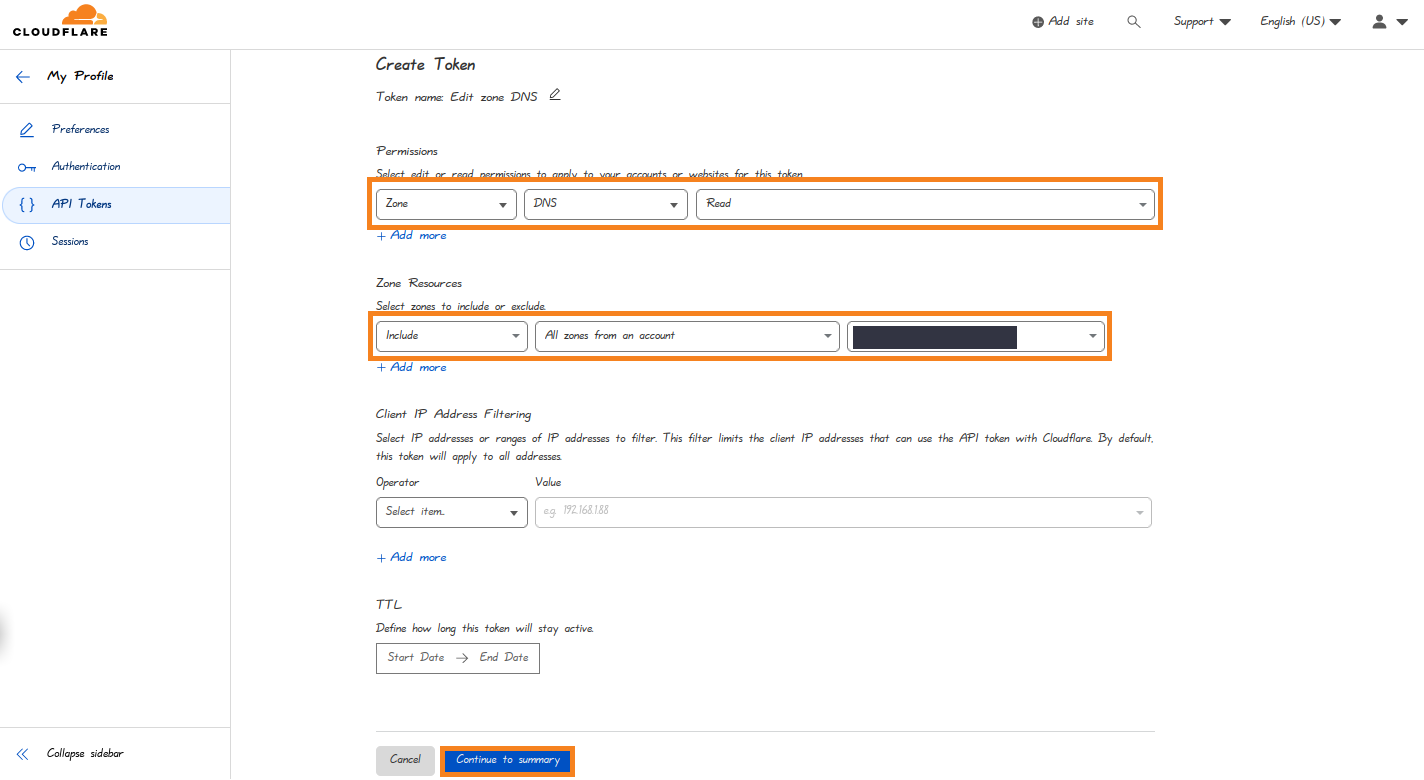 CLOUDFLARE
Add site
Support
English (US)
My Profile
Preferences
Authentication
API Tokens
Sessions
Collapse sidebar
Create Token
Token name: Edit zone DNS
Permissions
Select edit or read permissions to apply to your accounts or websites for this token.
Zone DNS Read
+ Add more
Zone Resources
Select zones to include or exclude.
Include All zones from an account
+ Add more
Client IP Address Filtering
Select IP addresses or ranges of IP addresses to filter. This filter limits the client IP addresses that can use the API token with Cloudflare. By default,
this token will apply to all addresses.
Operator Value
Select item... e.g. 192.168.1.88
+ Add more
TTL
Define how long this token will stay active.
Start Date → End Date
Cancel Continue to summary